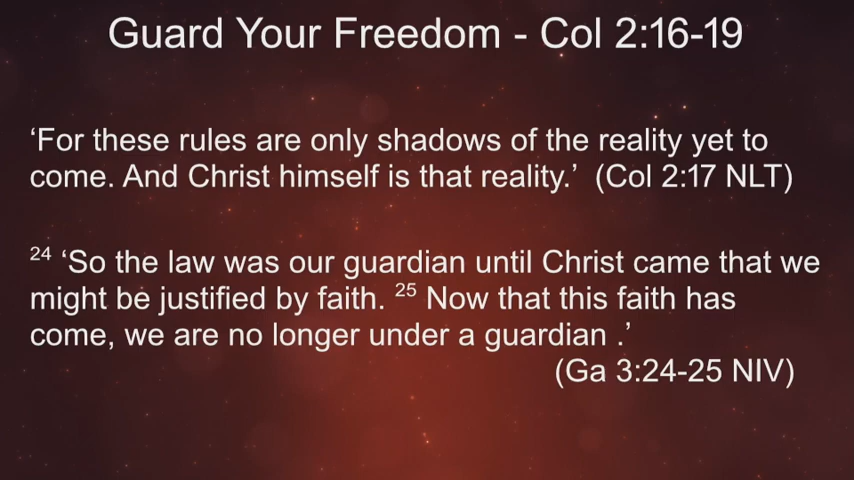 Guard Your Freedom - Col 2:16-19
‘For these rules are only shadows of the reality yet to
come. And Christ himself is that reality.’ (Col 2:17 NLT)
24 ‘So the law was our guardian until Christ came that we
might be justified by faith. 25 Now that this faith has
come, we are no longer under a guardian .’
(Ga 3:24-25 NIV)